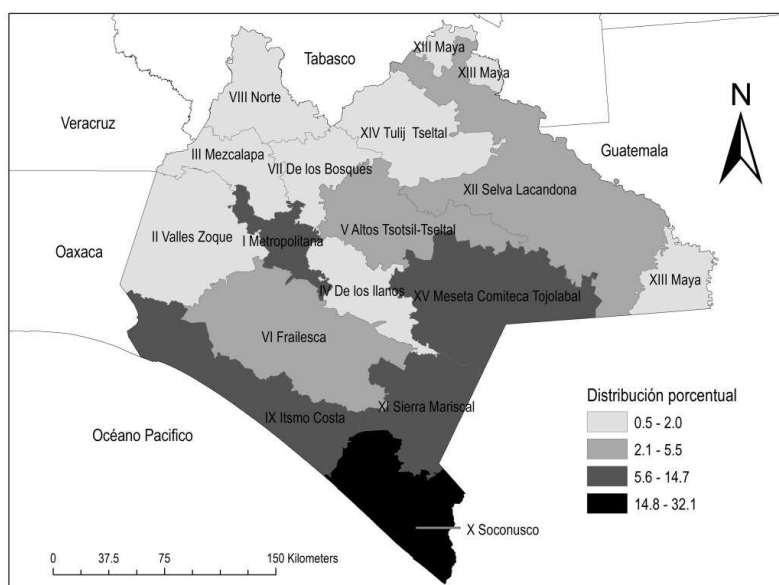 Tabasco
XIII Maya
XIII Maya
VIII Norte
N
Veracruz
XIV Tulij Tseltal
Guatemala
III Mezcalapa
VII De los Bosques
XII Selva Lacandona
V Altos Tsotsil-Tseltal
II Valles Zoque
I Metropolitana
Oaxaca
XIII Maya
IV De los llanos
XV Meseta Comiteca Tojolabal
VI Frailesca
XI Sierra Mariscal
IX Itsmo Costa
Océano Pacifico
X Soconusco
Distribución porcentual
0.5 - 2.0
2.1 - 5.5
5.6 - 14.7
14.8 - 32.1
0 37.5 75 150 Kilometers